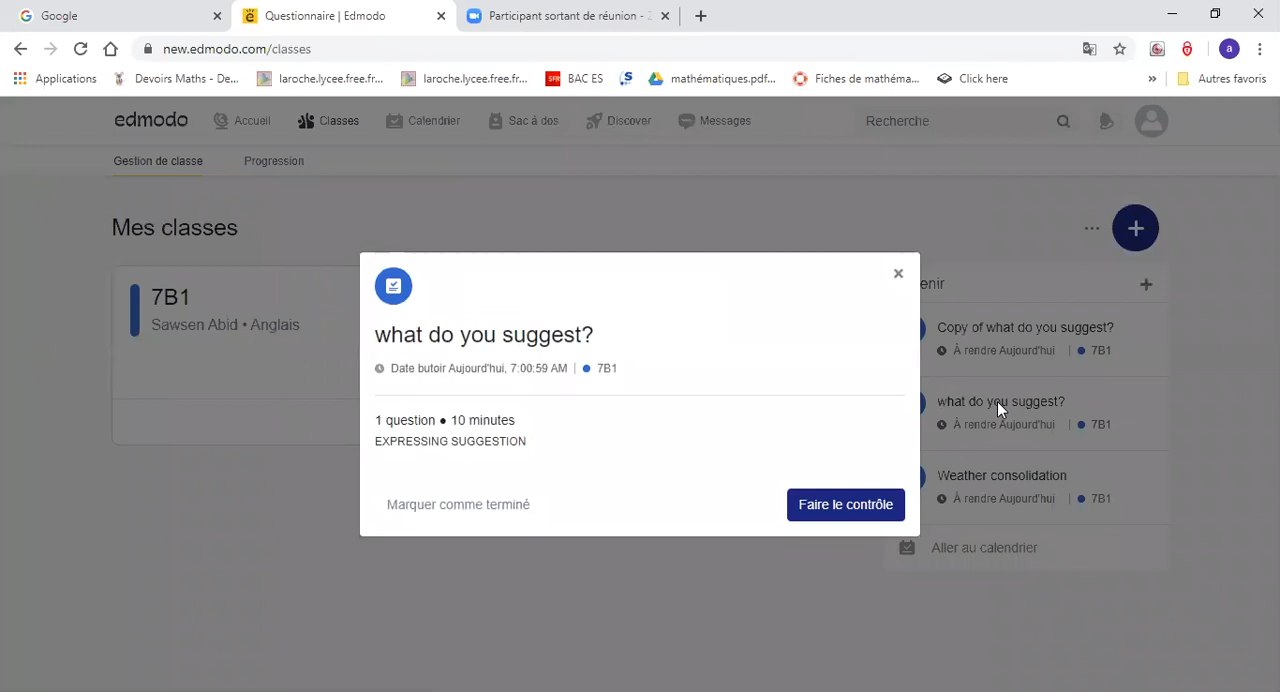 Google
Questionnaire | Edmodo
Participant sortant de réunion -
new.edmodo.com/classes
a
Applications
Devoirs Maths - De...
laroche.lycee.free.fr...
laroche.lycee.free.fr...
SFR
BAC ES
mathématiques.pdf...
Fiches de mathéma...
Click here
»
Autres favoris
edmodo
Accueil
Classes
Calendrier
Sac à dos
Discover
Messages
Recherche
Gestion de classe
Progression
Mes classes
7B1
Sawsen Abid • Anglais
what do you suggest?
Date butoir Aujourd'hui, 7:00:59 AM | 7B1
1 question ● 10 minutes
EXPRESSING SUGGESTION
Marquer comme terminé
Faire le contrôle
enir
Copy of what do you suggest?
À rendre Aujourd'hui | 7B1
what do you suggest?
À rendre Aujourd'hui | 7B1
Weather consolidation
À rendre Aujourd'hui | 7B1
Aller au calendrier